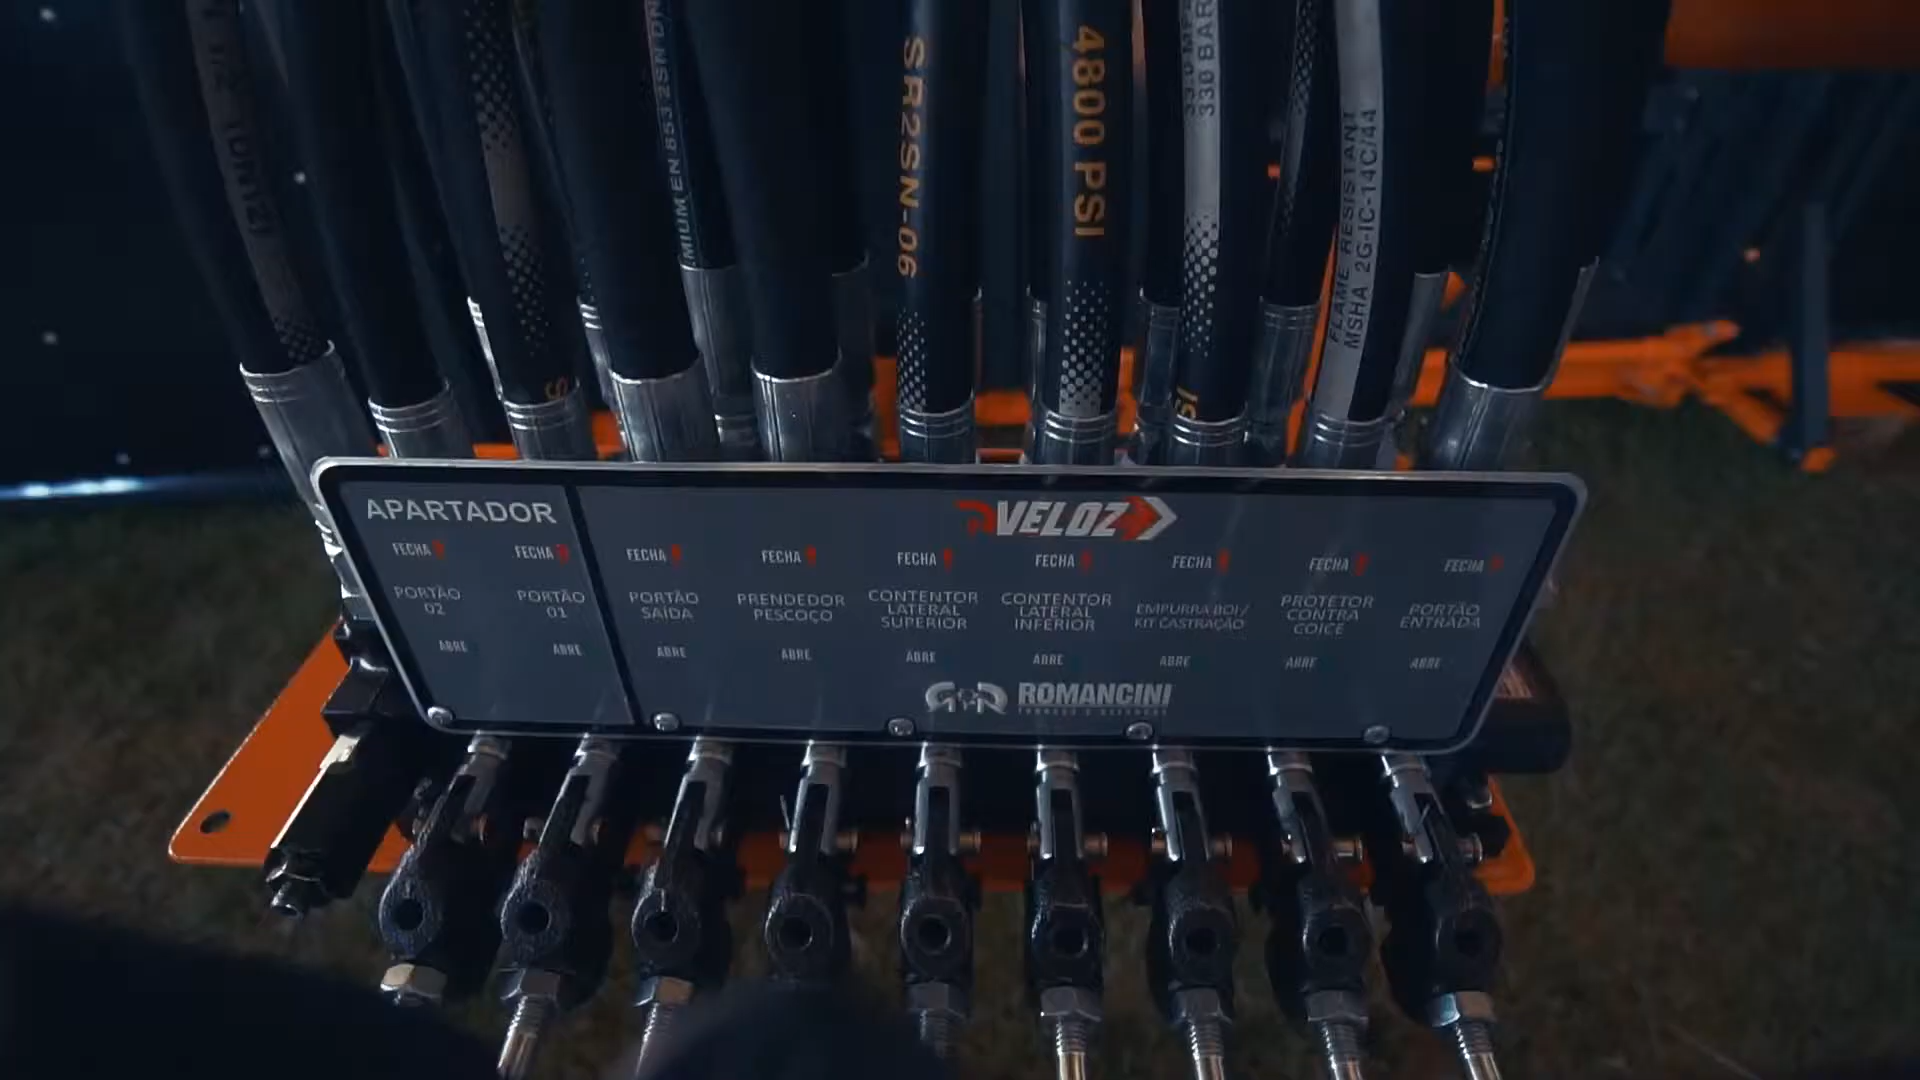 MIUM EN 853 2SN DN
SR2SN-06
4800 PSI
330 BAR
FLAME RESISTANT
MSHA 2G-IC-14C/44
APARTADOR
VELOZ
FECHA FECHA FECHA FECHA FECHA FECHA FECHA FECHA FECHA
PORTÃO
02
PORTÃO
01
PORTÃO
SAÍDA
PRENDEDOR
PESCOÇO
CONTENTOR
LATERAL
SUPERIOR
CONTENTOR
LATERAL
INFERIOR
EMPURRA BOI/
KIT CASTRAÇÃO
PROTETOR
CONTRA
COICE
PORTÃO
ENTRADA
ABRE ABRE ABRE ABRE ABRE ABRE ABRE ABRE ABRE
ROMANCINI